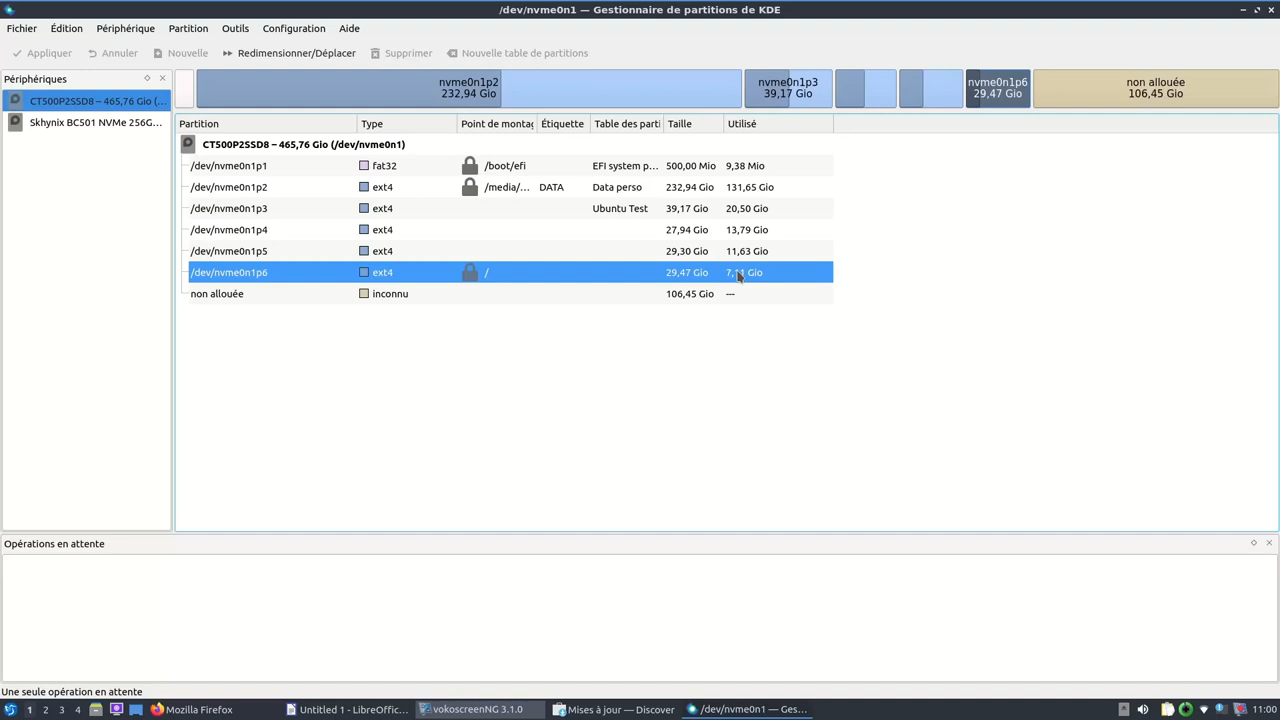 /dev/nvme0n1 — Gestionnaire de partitions de KDE
Fichier Édition Périphérique Partition Outils Configuration Aide
Appliquer Annuler Nouvelle Redimensionner/Déplacer Supprimer Nouvelle table de partitions
Périphériques
CT500P2SSD8 – 465,76 Gio (...
Skhynix BC501 NVMe 256G...
nvme0n1p2
232,94 Gio
nvme0n1p3
39,17 Gio
nvme0n1p6
29,47 Gio
non allouée
106,45 Gio
Partition Type Point de montag Étiquette Table des parti Taille Utilisé
CT500P2SSD8 – 465,76 Gio (/dev/nvme0n1)
/dev/nvme0n1p1 fat32 /boot/efi EFI system p... 500,00 Mio 9,38 Mio
/dev/nvme0n1p2 ext4 /media/... DATA Data perso 232,94 Gio 131,65 Gio
/dev/nvme0n1p3 ext4 Ubuntu Test 39,17 Gio 20,50 Gio
/dev/nvme0n1p4 ext4 27,94 Gio 13,79 Gio
/dev/nvme0n1p5 ext4 29,30 Gio 11,63 Gio
/dev/nvme0n1p6 ext4 / 29,47 Gio Gio
non allouée inconnu 106,45 Gio ---
Opérations en attente
Une seule opération en attente
1 2 3 4 Mozilla Firefox Untitled 1 - LibreOffic... vokoscreenNG 3.1.0 Mises à jour — Discover /dev/nvme0n1 — Ges... 11:00